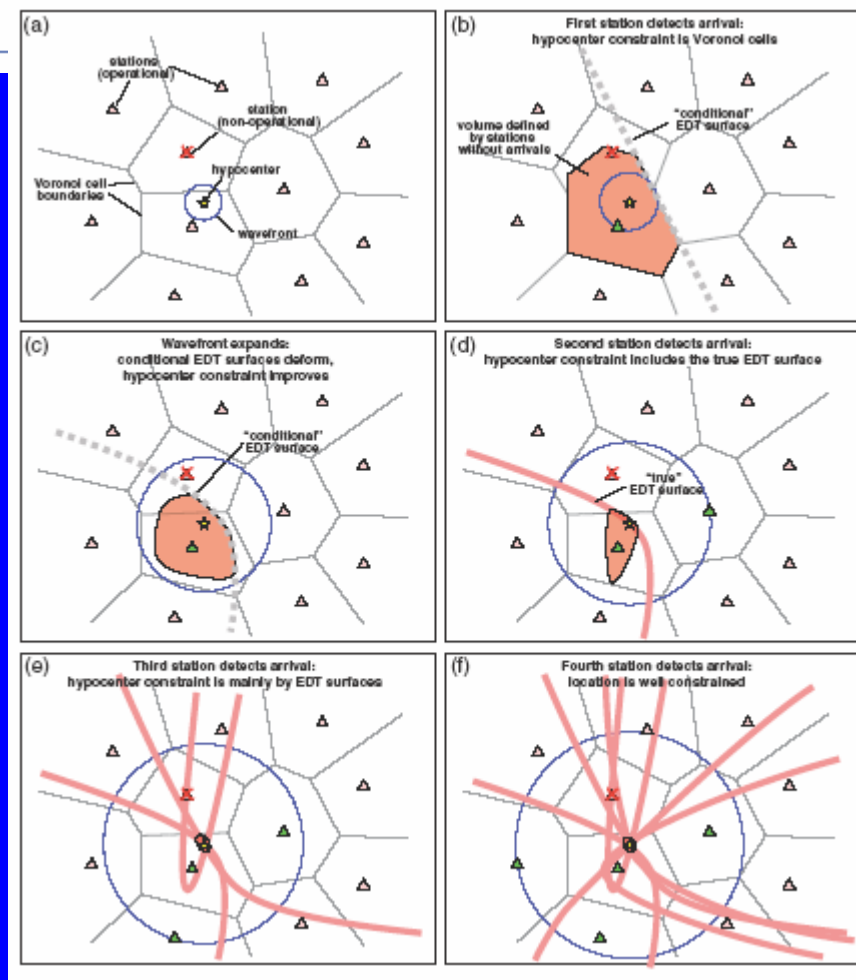 (a)
stations
(operational)
station
(non-operational)
hypocenter
Voronoi cell
boundaries
wavefront
(b)
First station detects arrival:
hypocenter constraint is Voronoi cells
"conditional"
EDT surface
volume defined
by stations
without arrivals
(c)
Wavefront expands:
conditional EDT surfaces deform,
hypocenter constraint improves
"conditional"
EDT surface
(d)
Second station detects arrival:
hypocenter constraint includes the true EDT surface
"true"
EDT surface
(e)
Third station detects arrival:
hypocenter constraint is mainly by EDT surfaces
(f)
Fourth station detects arrival:
location is well constrained